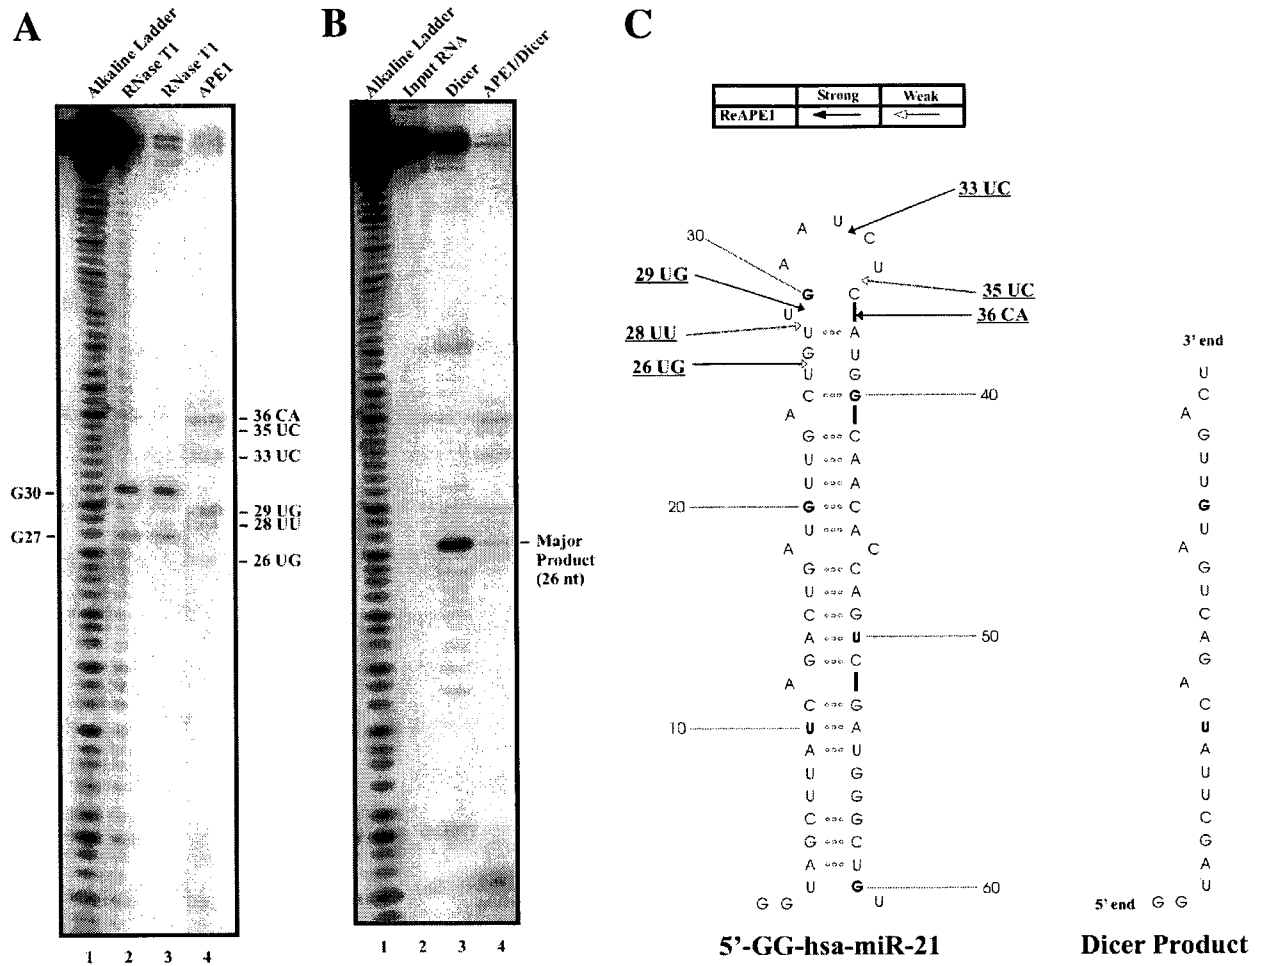 A
Alkaline Ladder
RNase T1
RNase T1
APE1
36 CA
35 UC
33 UC
G30
29 UG
28 UU
G27
26 UG
1 2 3 4
B
Alkaline Ladder
Input RNA
Dicer
APE1/Dicer
Major
Product
(26 nt)
1 2 3 4
C
Strong Weak
ReAPE1
33 UC
30
29 UG
35 UC
36 CA
28 UU
26 UG
40
20
50
10
60
U
A
C
U
A
G
C
U
U
A
U
G
A
C
U
A
G
U
G
G
U
A
G
C
A
U
U
G
A
C
C
A
G
U
C
G
A
U
G
G
G
C
U
G
U
C
U
U
A
U
C
A
G
A
C
U
G
A
U
G
U
U
G
A
C
U
G
G
5'-GG-hsa-miR-21
3' end
U
C
A
G
U
U
G
U
A
G
U
C
A
G
A
C
U
A
U
U
C
G
A
U
5' end G G
Dicer Product